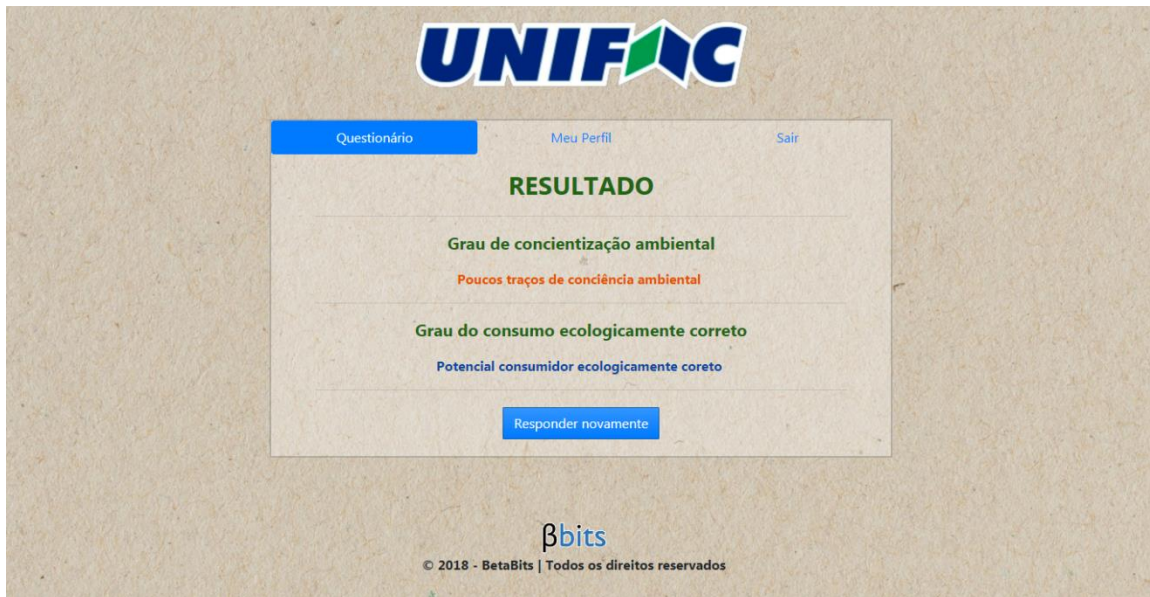 UNIFAC
Questionário Meu Perfil Sair
RESULTADO
Grau de concientização ambiental
Poucos traços de conciência ambiental
Grau do consumo ecologicamente correto
Potencial consumidor ecologicamente coreto
Responder novamente
βbits
© 2018 - BetaBits | Todos os direitos reservados